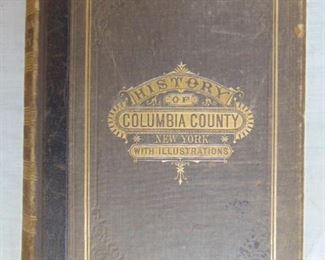 HISTORY
OF
COLUMBIA COUNTY
NEW YORK
WITH ILLUSTRATIONS